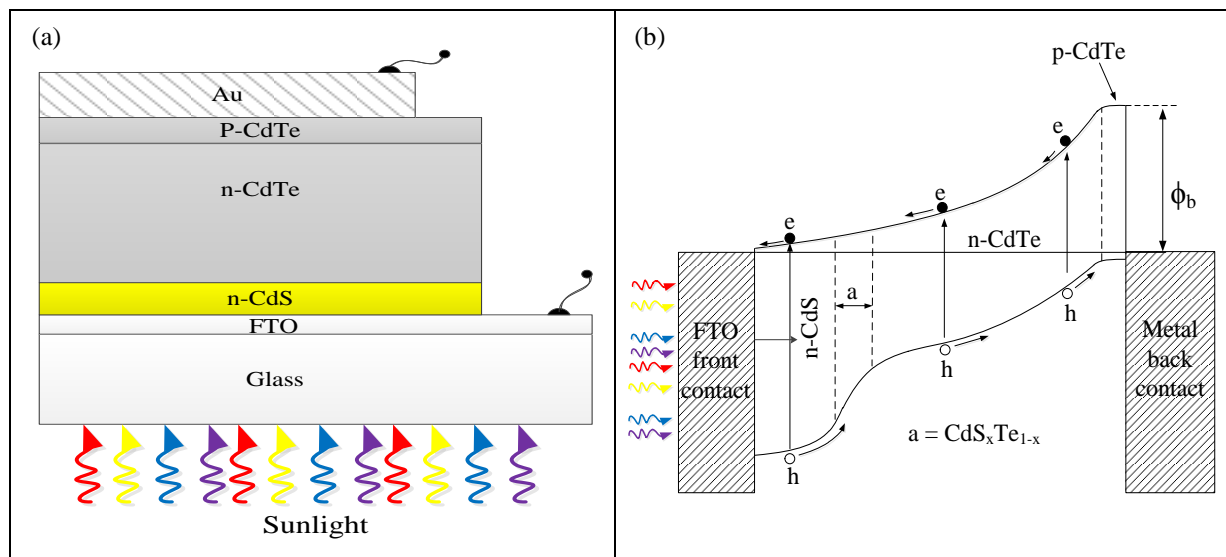 (a)
Au
P-CdTe
n-CdTe
n-CdS
FTO
Glass
Sunlight
(b)
p-CdTe
e
e
ϕb
e
n-CdTe
a
n-CdS
h
FTO
front
contact
h
Metal
back
contact
a = CdSxTe1-x
h